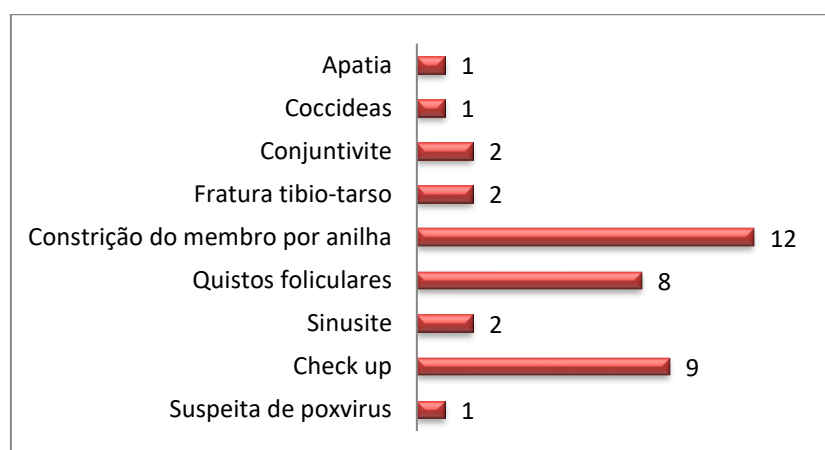 Apatia 1
Coccideas 1
Conjuntivite 2
Fratura tibio-tarso 2
Constrição do membro por anilha 12
Quistos foliculares 8
Sinusite 2
Check up 9
Suspeita de poxvirus 1